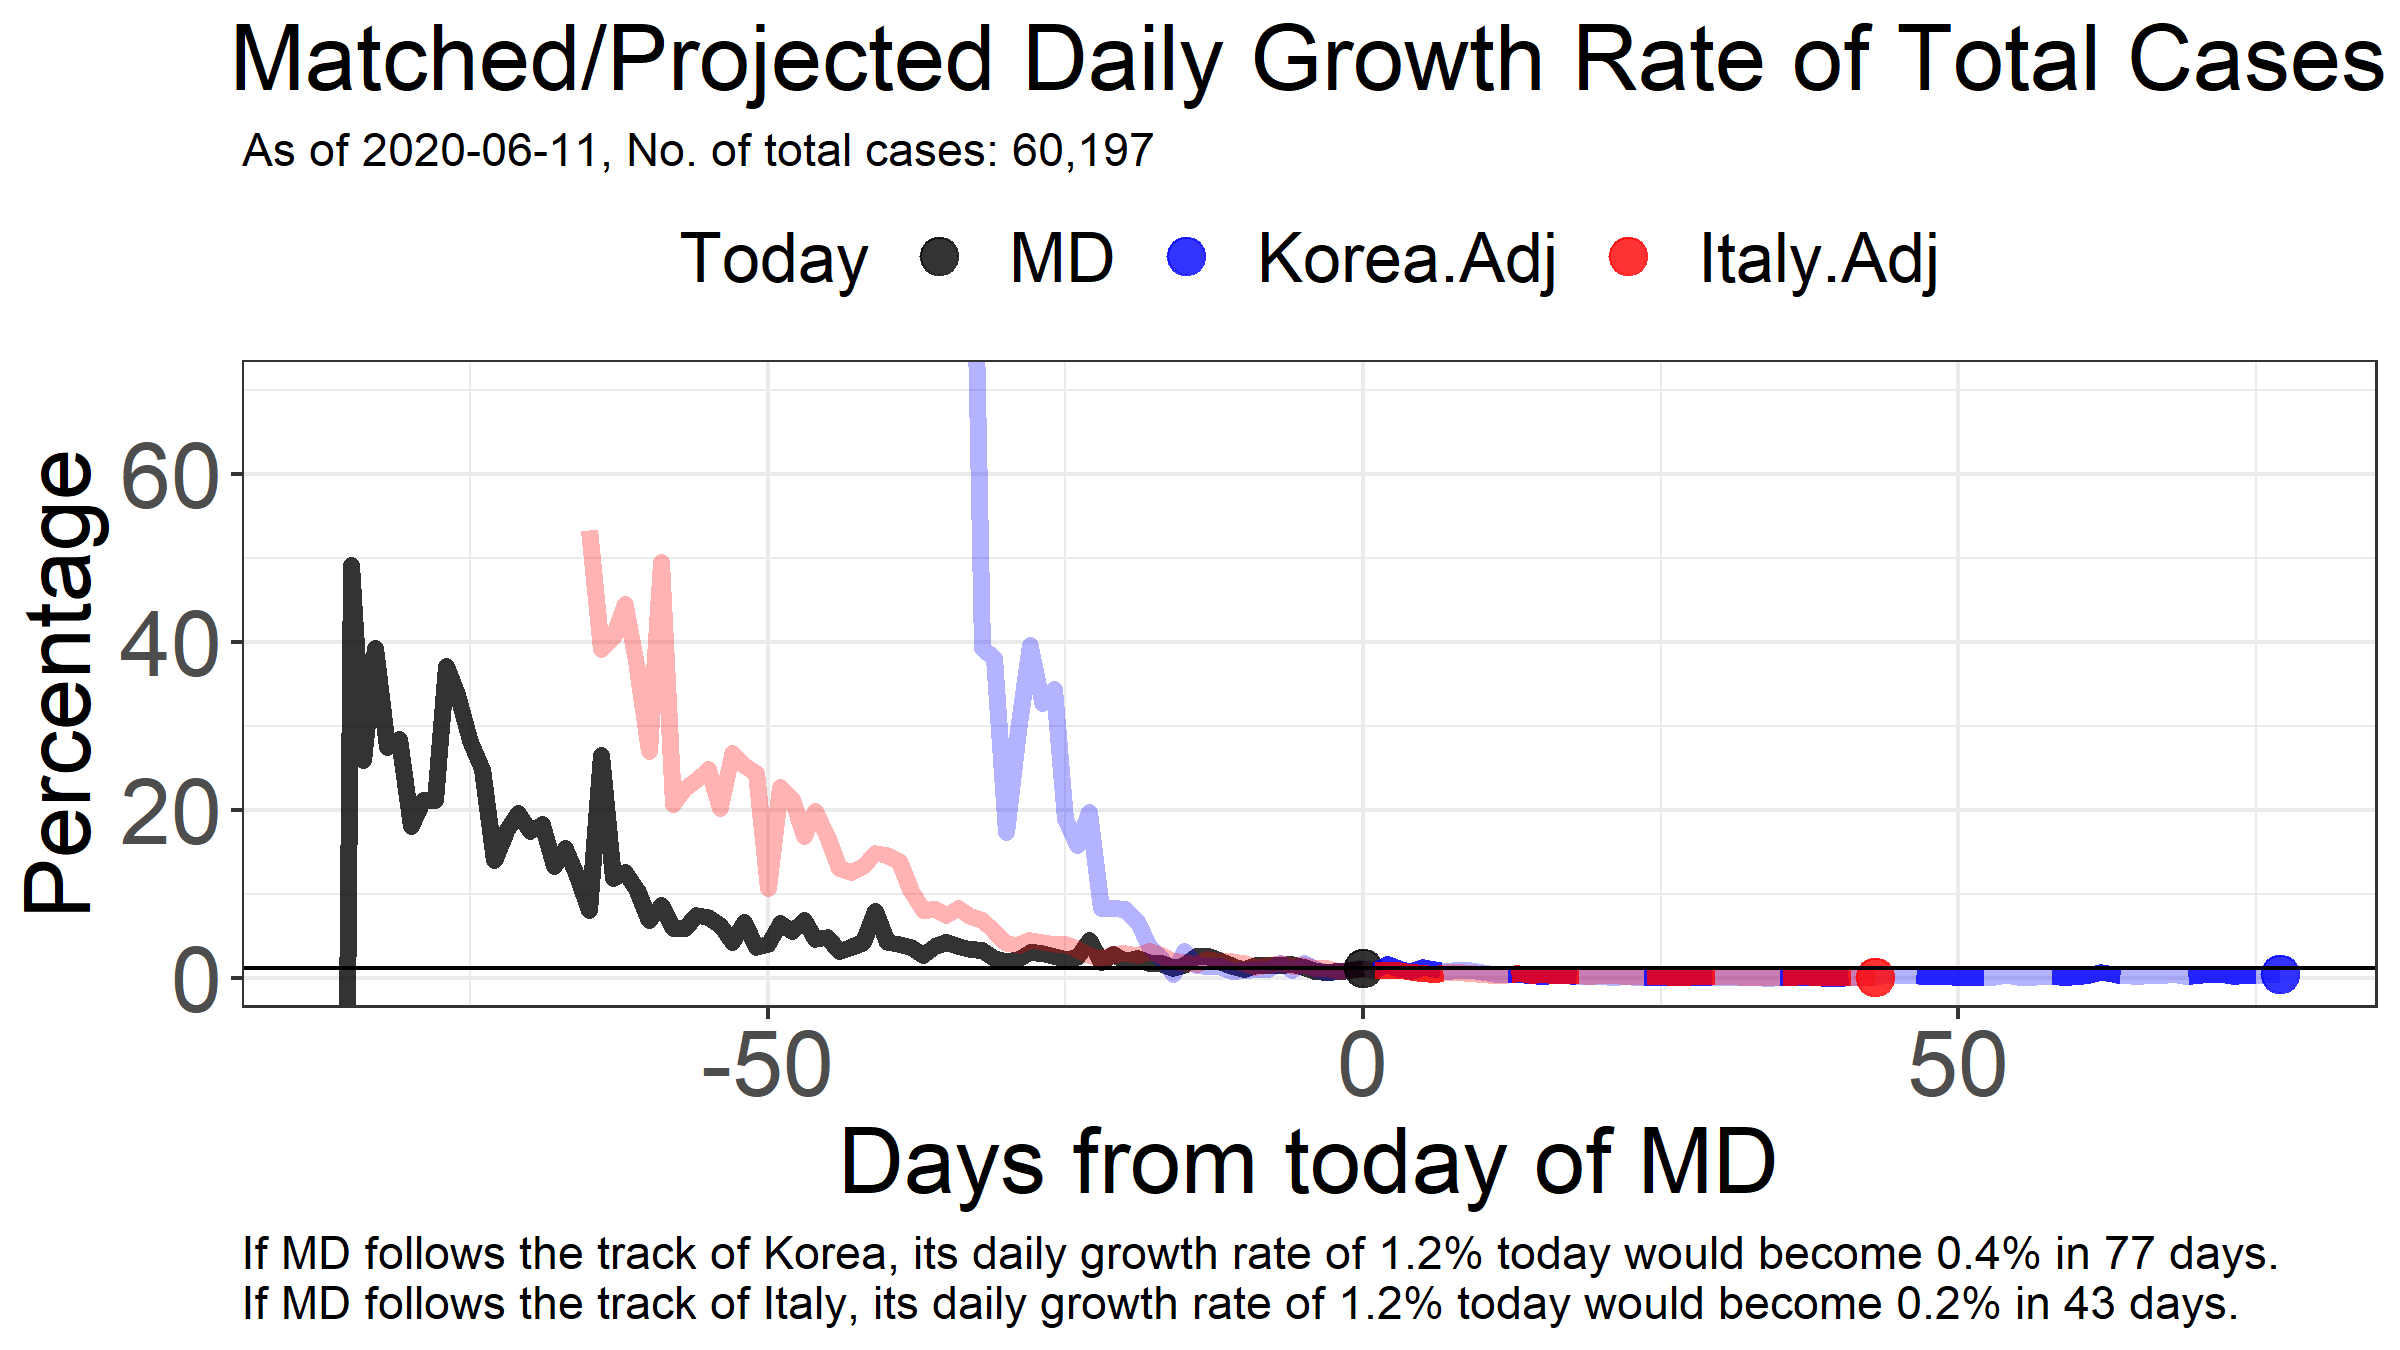 Matched/Projected Daily Growth Rate of Total Cases
As of 2020-06-11, No. of total cases: 60,197
Today MD Korea.Adj Italy.Adj
Percentage
60
40
20
0
-50 0 50
Days from today of MD
If MD follows the track of Korea, its daily growth rate of 1.2% today would become 0.4% in 77 days.
If MD follows the track of Italy, its daily growth rate of 1.2% today would become 0.2% in 43 days.